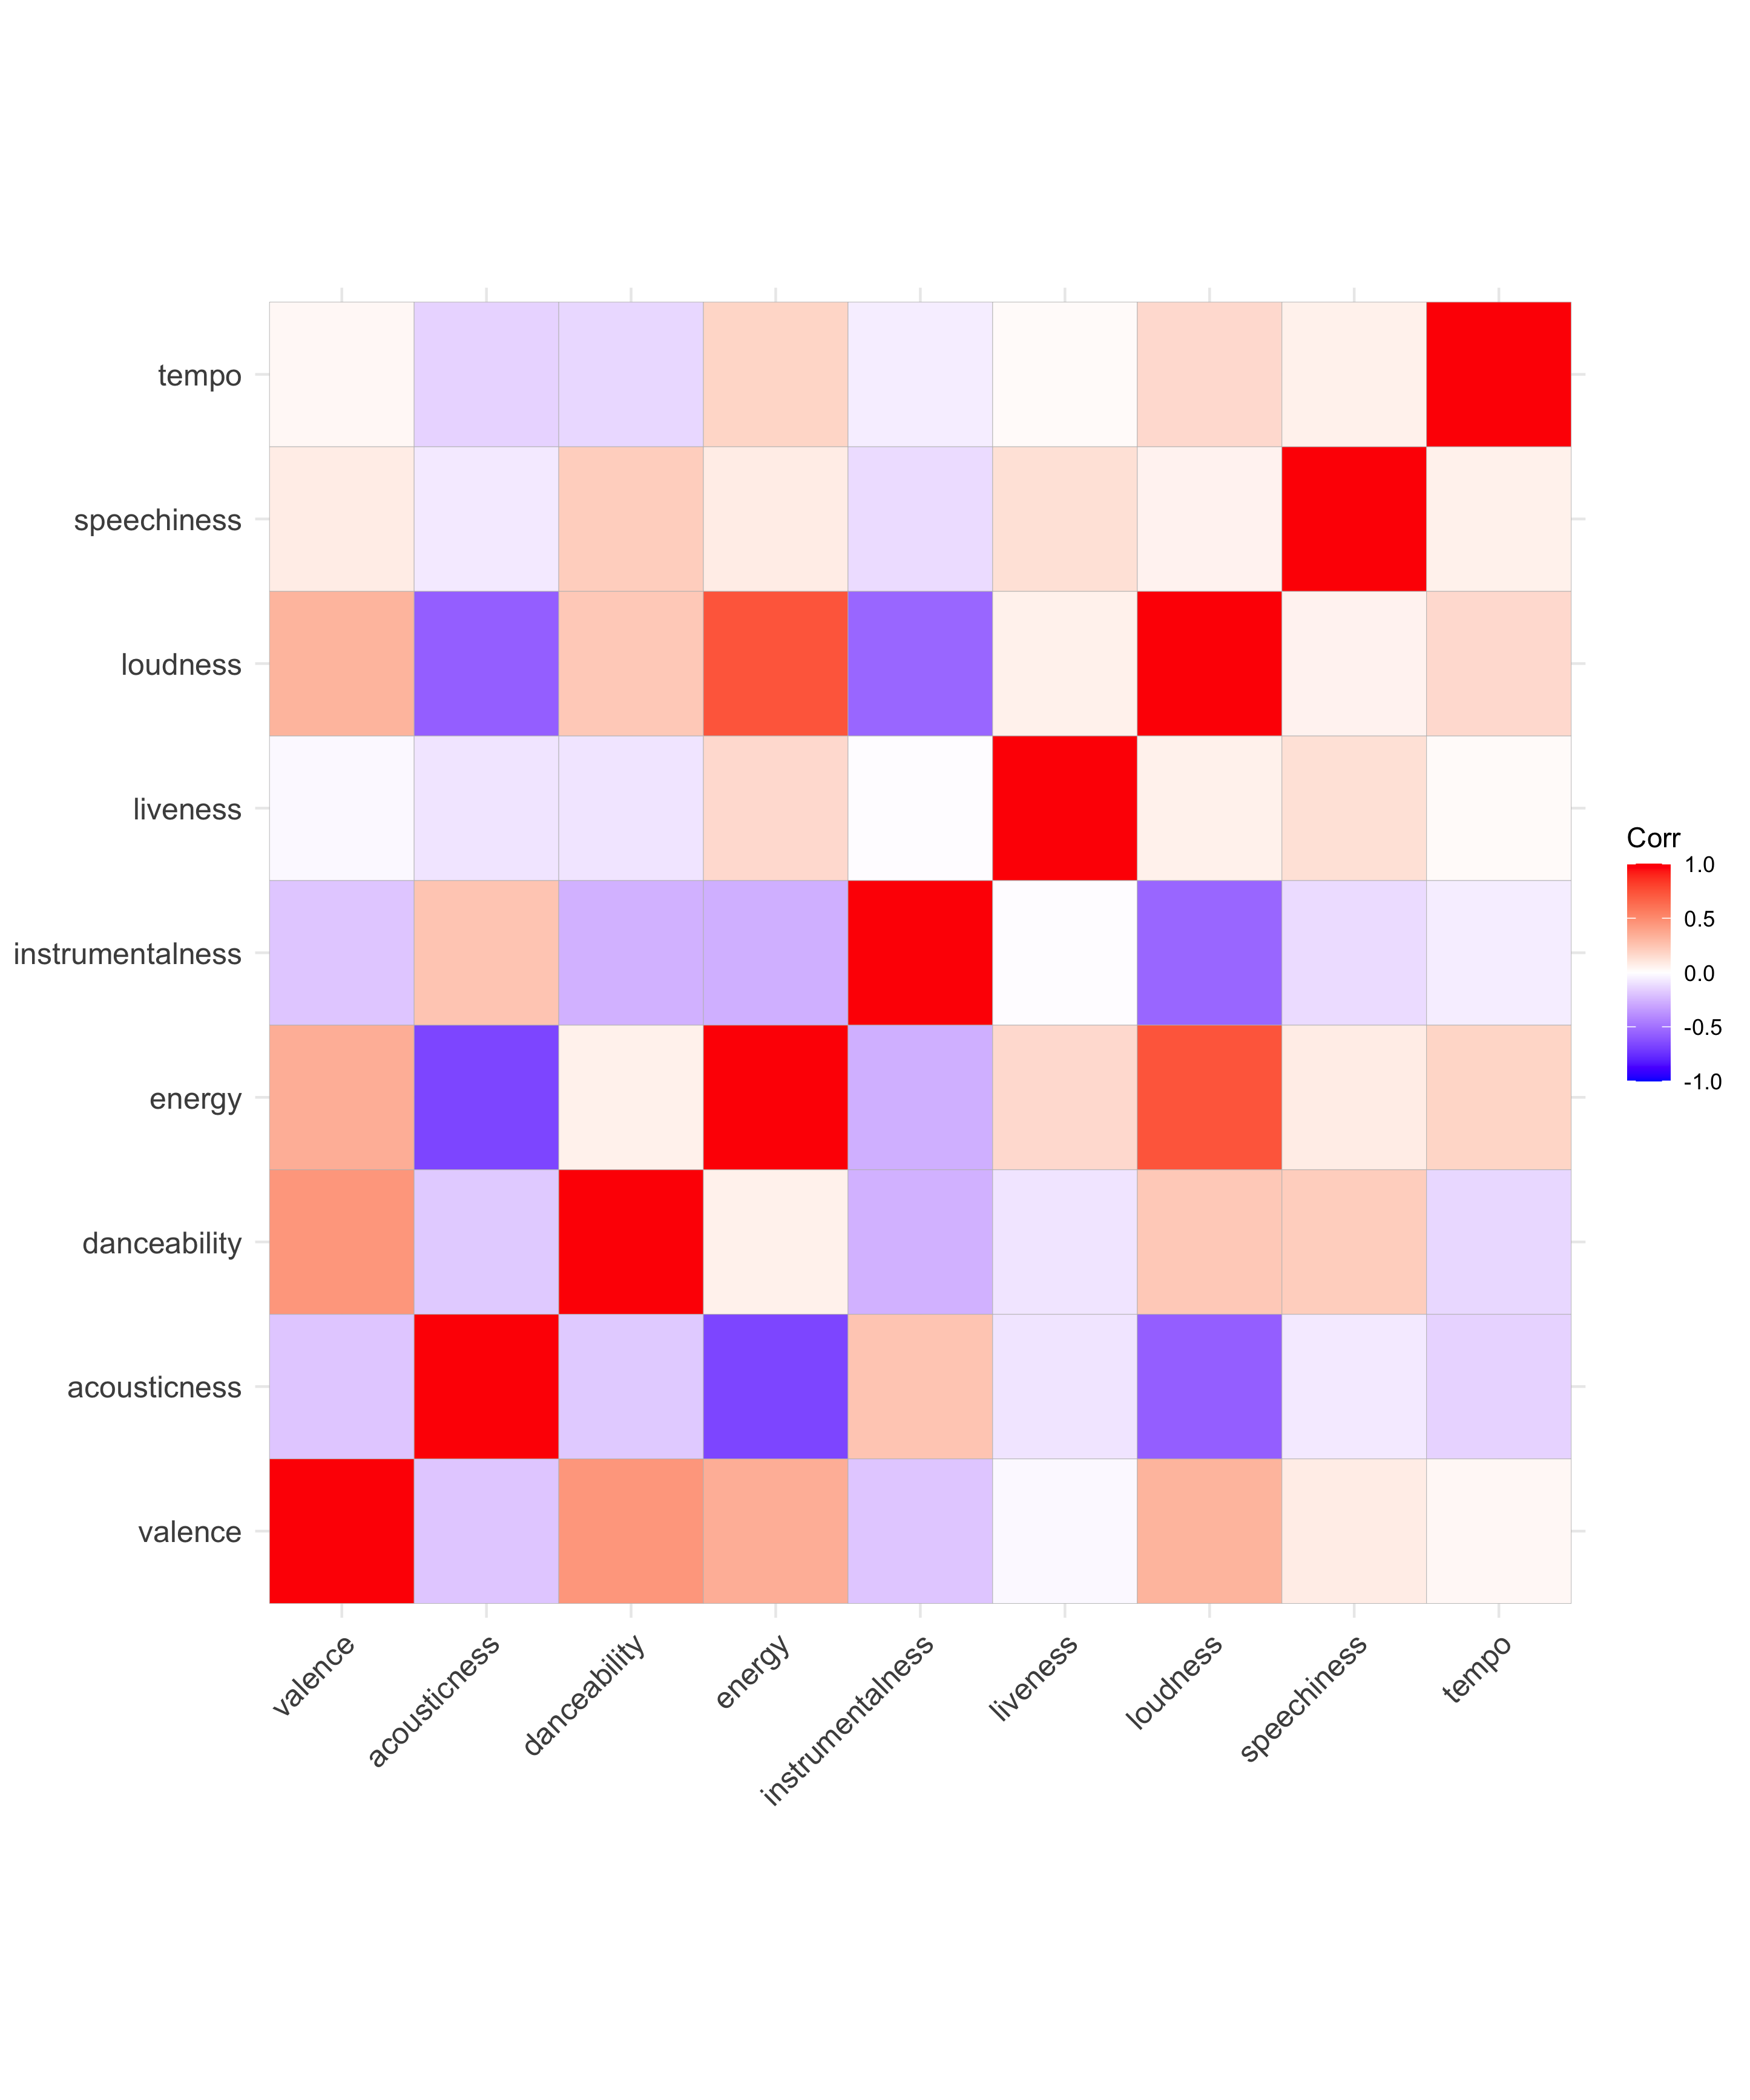 tempo
speechiness
loudness
liveness
instrumentalness
energy
danceability
acousticness
valence
valence
acousticness
danceability
energy
instrumentalness
liveness
loudness
speechiness
tempo
Corr
1.0
0.5
0.0
-0.5
-1.0